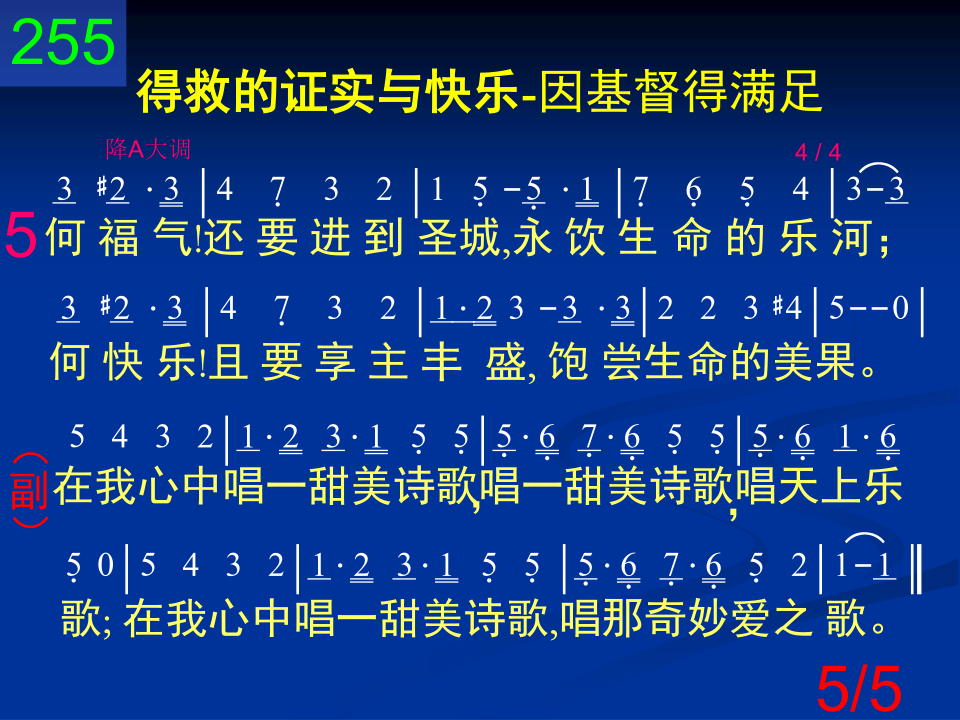 255
得救的证实与快乐-因基督得满足
降A大调 4 / 4
3 #2 · 3 | 4 7 3 2 | 1 5 - 5 · 1 | 7 6 5 4 | 3 - 3
5 何 福 气!还 要 进 到 圣城,永 饮 生 命 的 乐 河；
3 #2 · 3 | 4 7 3 2 | 1 · 2 3 - 3 · 3 | 2 2 3 #4 | 5 - - 0 |
何 快 乐!且 要 享 主 丰 盛, 饱 尝生命的美果。
5 4 3 2 | 1 · 2 3 · 1 5 5 | 5 · 6 7 · 6 5 5 | 5 · 6 1 · 6
（副）在我心中唱一甜美诗歌,唱一甜美诗歌,唱天上乐
5 0 | 5 4 3 2 | 1 · 2 3 · 1 5 5 | 5 · 6 7 · 6 5 2 | 1 - 1 ‖
歌; 在我心中唱一甜美诗歌,唱那奇妙爱之 歌。
5/5